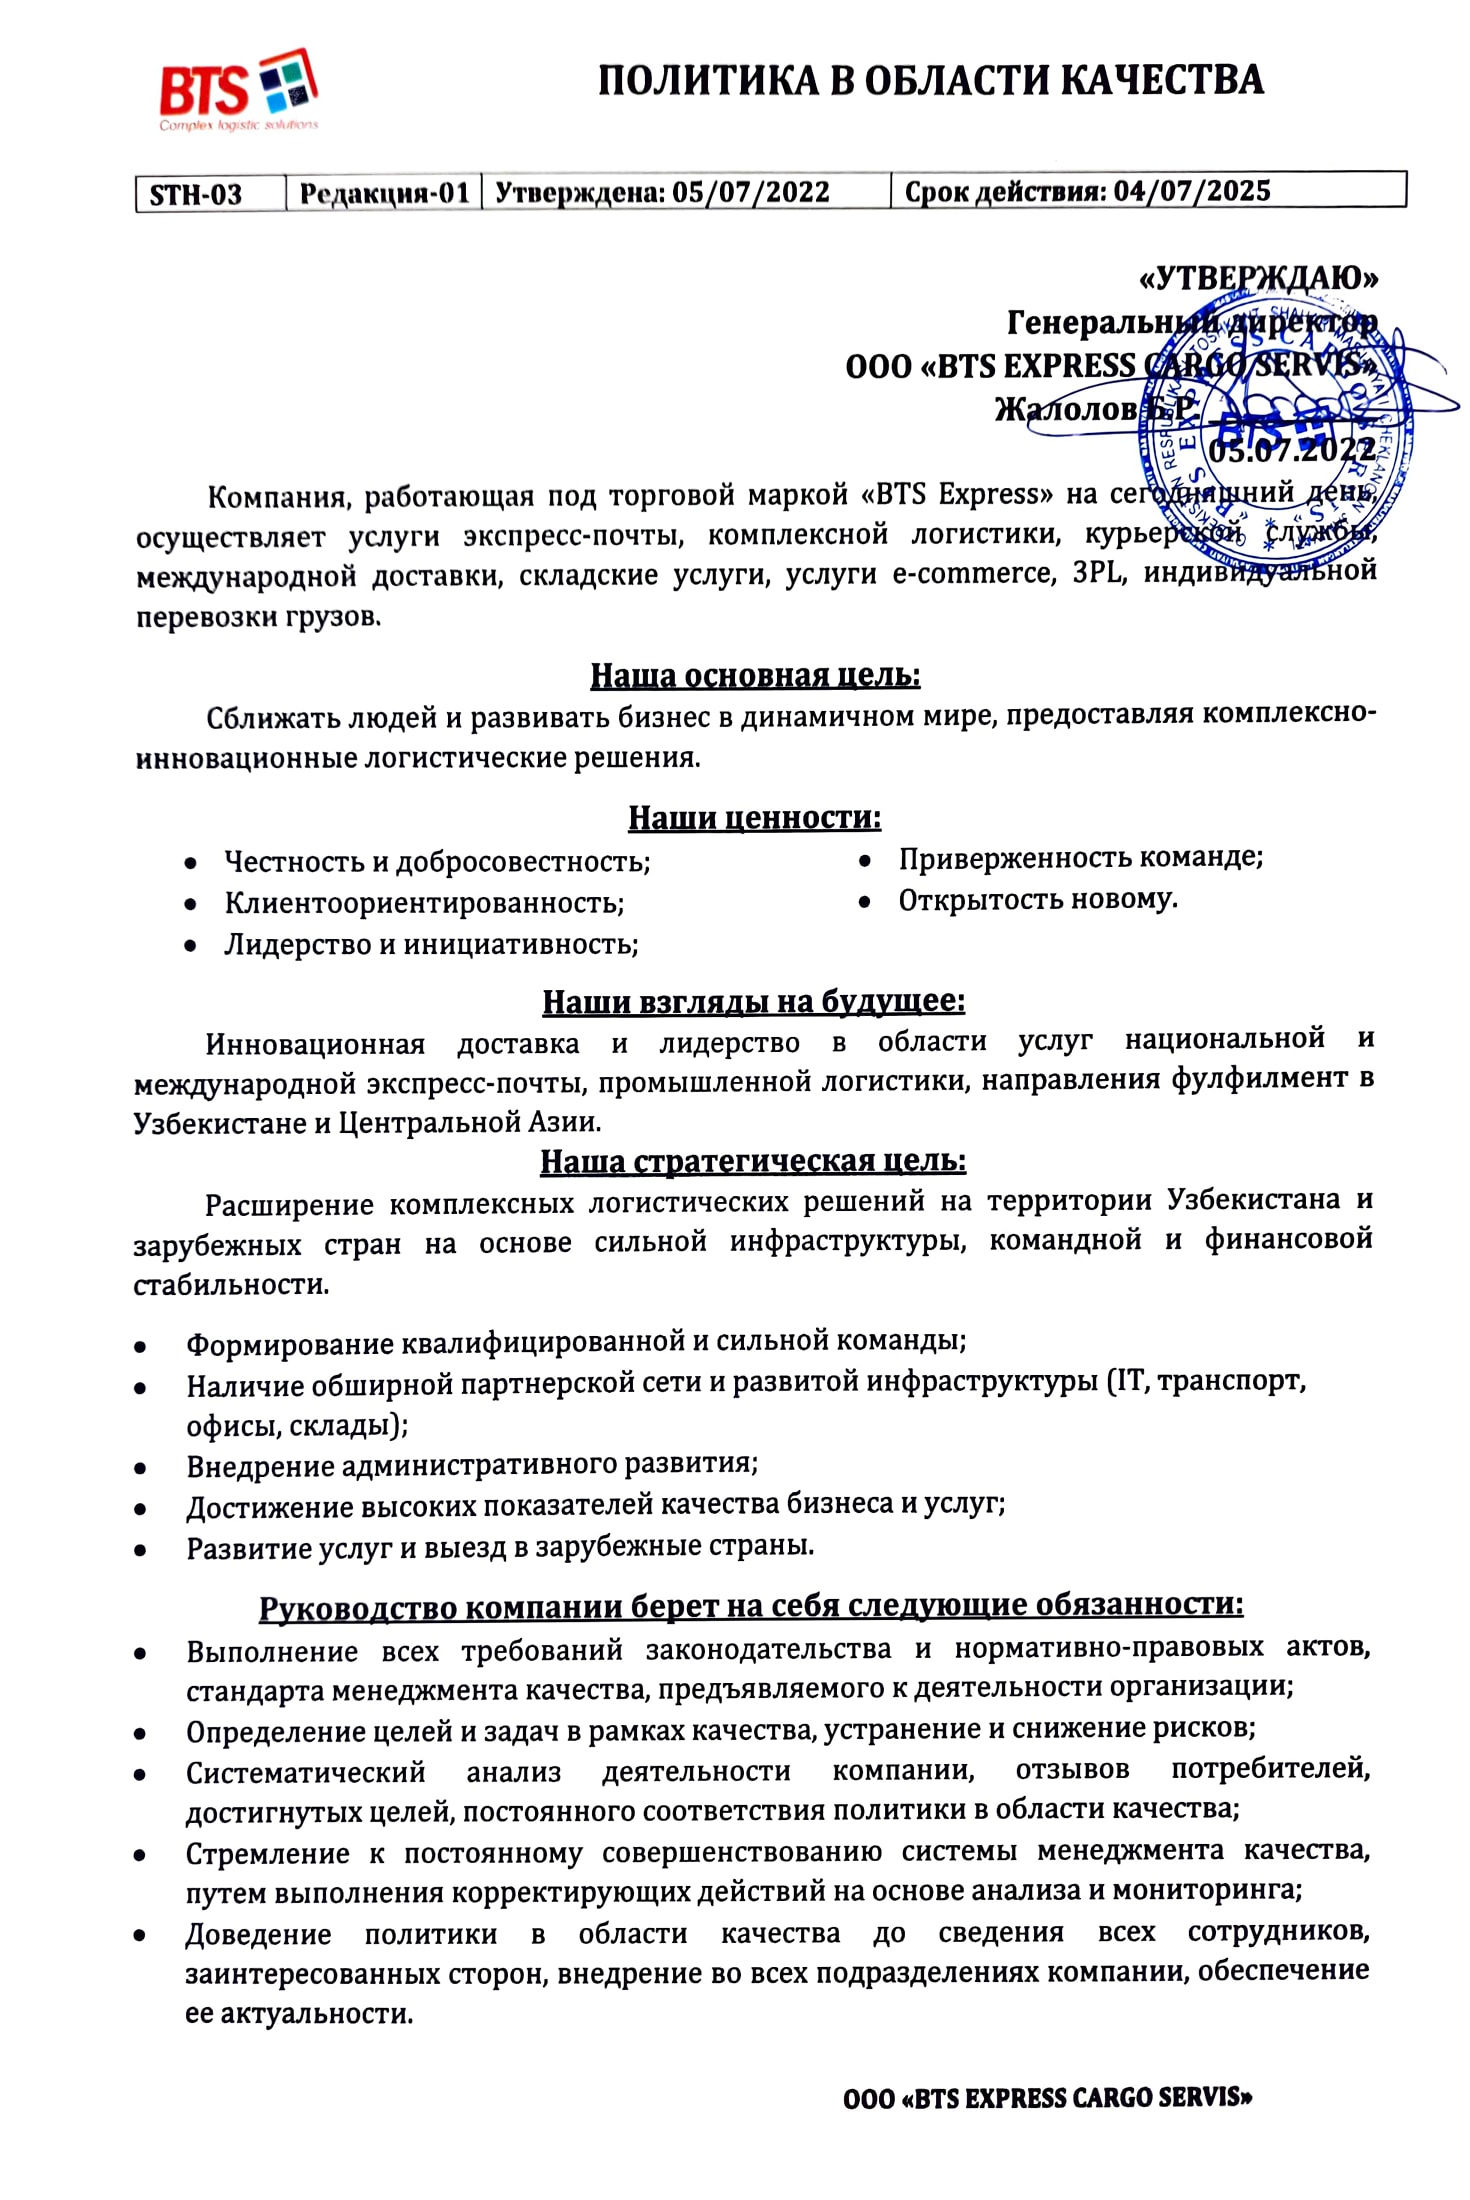 BTS
Complex logistic solutions
ПОЛИТИКА В ОБЛАСТИ КАЧЕСТВА
STH-03 Редакция-01 Утверждена: 05/07/2022 Срок действия: 04/07/2025
«УТВЕРЖДАЮ»
Генеральный директор
ООО «BTS EXPRESS CARGO SERVIS»
Жалолов Б.Р.
05.07.2022
BTS
Компания, работающая под торговой маркой «BTS Express» на сегодняшний день,
осуществляет услуги экспресс-почты, комплексной логистики, курьерской службы,
международной доставки, складские услуги, услуги e-commerce, 3PL, индивидуальной
перевозки грузов.
Наша основная цель:
Сближать людей и развивать бизнес в динамичном мире, предоставляя комплексно-
инновационные логистические решения.
Наши ценности:
• Честность и добросовестность;
• Клиентоориентированность;
• Лидерство и инициативность;
• Приверженность команде;
• Открытость новому.
Наши взгляды на будущее:
Инновационная доставка и лидерство в области услуг национальной и
международной экспресс-почты, промышленной логистики, направления фулфилмент в
Узбекистане и Центральной Азии.
Наша стратегическая цель:
Расширение комплексных логистических решений на территории Узбекистана и
зарубежных стран на основе сильной инфраструктуры, командной и финансовой
стабильности.
• Формирование квалифицированной и сильной команды;
• Наличие обширной партнерской сети и развитой инфраструктуры (IT, транспорт,
офисы, склады);
• Внедрение административного развития;
• Достижение высоких показателей качества бизнеса и услуг;
• Развитие услуг и выезд в зарубежные страны.
Руководство компании берет на себя следующие обязанности:
• Выполнение всех требований законодательства и нормативно-правовых актов,
стандарта менеджмента качества, предъявляемого к деятельности организации;
• Определение целей и задач в рамках качества, устранение и снижение рисков;
• Систематический анализ деятельности компании, отзывов потребителей,
достигнутых целей, постоянного соответствия политики в области качества;
• Стремление к постоянному совершенствованию системы менеджмента качества,
путем выполнения корректирующих действий на основе анализа и мониторинга;
• Доведение политики в области качества до сведения всех сотрудников,
заинтересованных сторон, внедрение во всех подразделениях компании, обеспечение
ее актуальности.
ООО «BTS EXPRESS CARGO SERVIS»